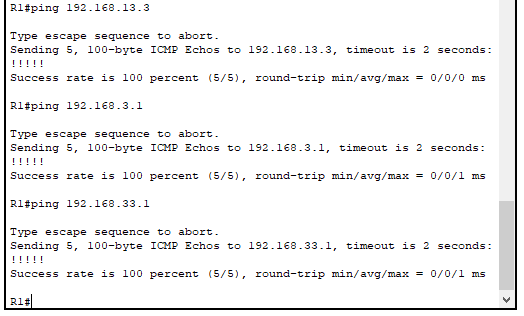 R1#ping 192.168.13.3
Type escape sequence to abort.
Sending 5, 100-byte ICMP Echos to 192.168.13.3, timeout is 2 seconds:
!!!!!
Success rate is 100 percent (5/5), round-trip min/avg/max = 0/0/0 ms
R1#ping 192.168.3.1
Type escape sequence to abort.
Sending 5, 100-byte ICMP Echos to 192.168.3.1, timeout is 2 seconds:
!!!!!
Success rate is 100 percent (5/5), round-trip min/avg/max = 0/0/1 ms
R1#ping 192.168.33.1
Type escape sequence to abort.
Sending 5, 100-byte ICMP Echos to 192.168.33.1, timeout is 2 seconds:
!!!!!
Success rate is 100 percent (5/5), round-trip min/avg/max = 0/0/1 ms
R1#